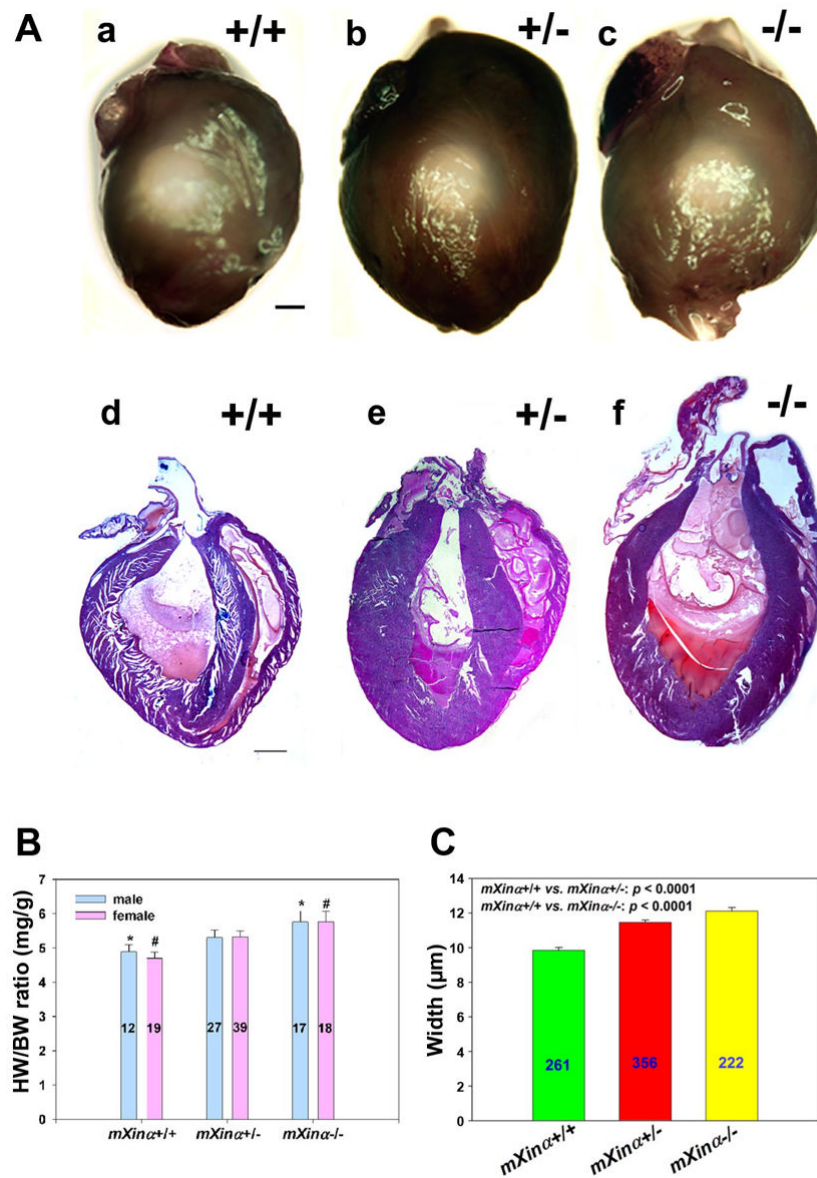 A
a
+/+
b
+/-
c
-/-
d
+/+
e
+/-
f
-/-
B
HW/BW ratio (mg/g)
7
6
5
4
3
2
1
0
male
female
*
#
*
#
12
19
27
39
17
18
mXinα+/+
mXinα+/-
mXinα-/-
C
Width (µm)
14
12
10
8
6
4
2
0
mXinα+/+ vs. mXinα+/-: p < 0.0001
mXinα+/+ vs. mXinα-/-: p < 0.0001
261
356
222
mXinα+/+
mXinα+/-
mXinα-/-